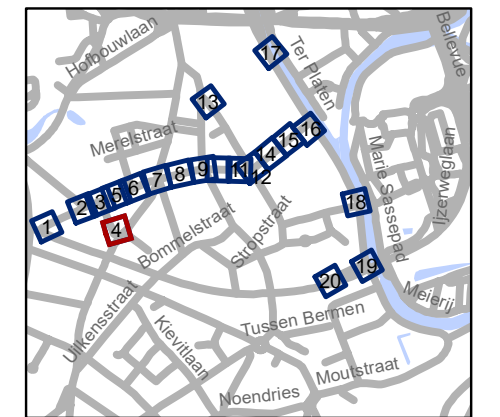 Hofbouwlaan
Ter Platen
Bellevue
17
13
Merelstraat
16
15
14
IJzerweglaan
Marie Sassepad
12
11
9
8
7
6
5
3
2
1
4
18
Bommelstraat
Stropstraat
19
20
Meierij
Uilkensstraat
Kievitlaan
Tussen Bermen
Moutstraat
Noendries